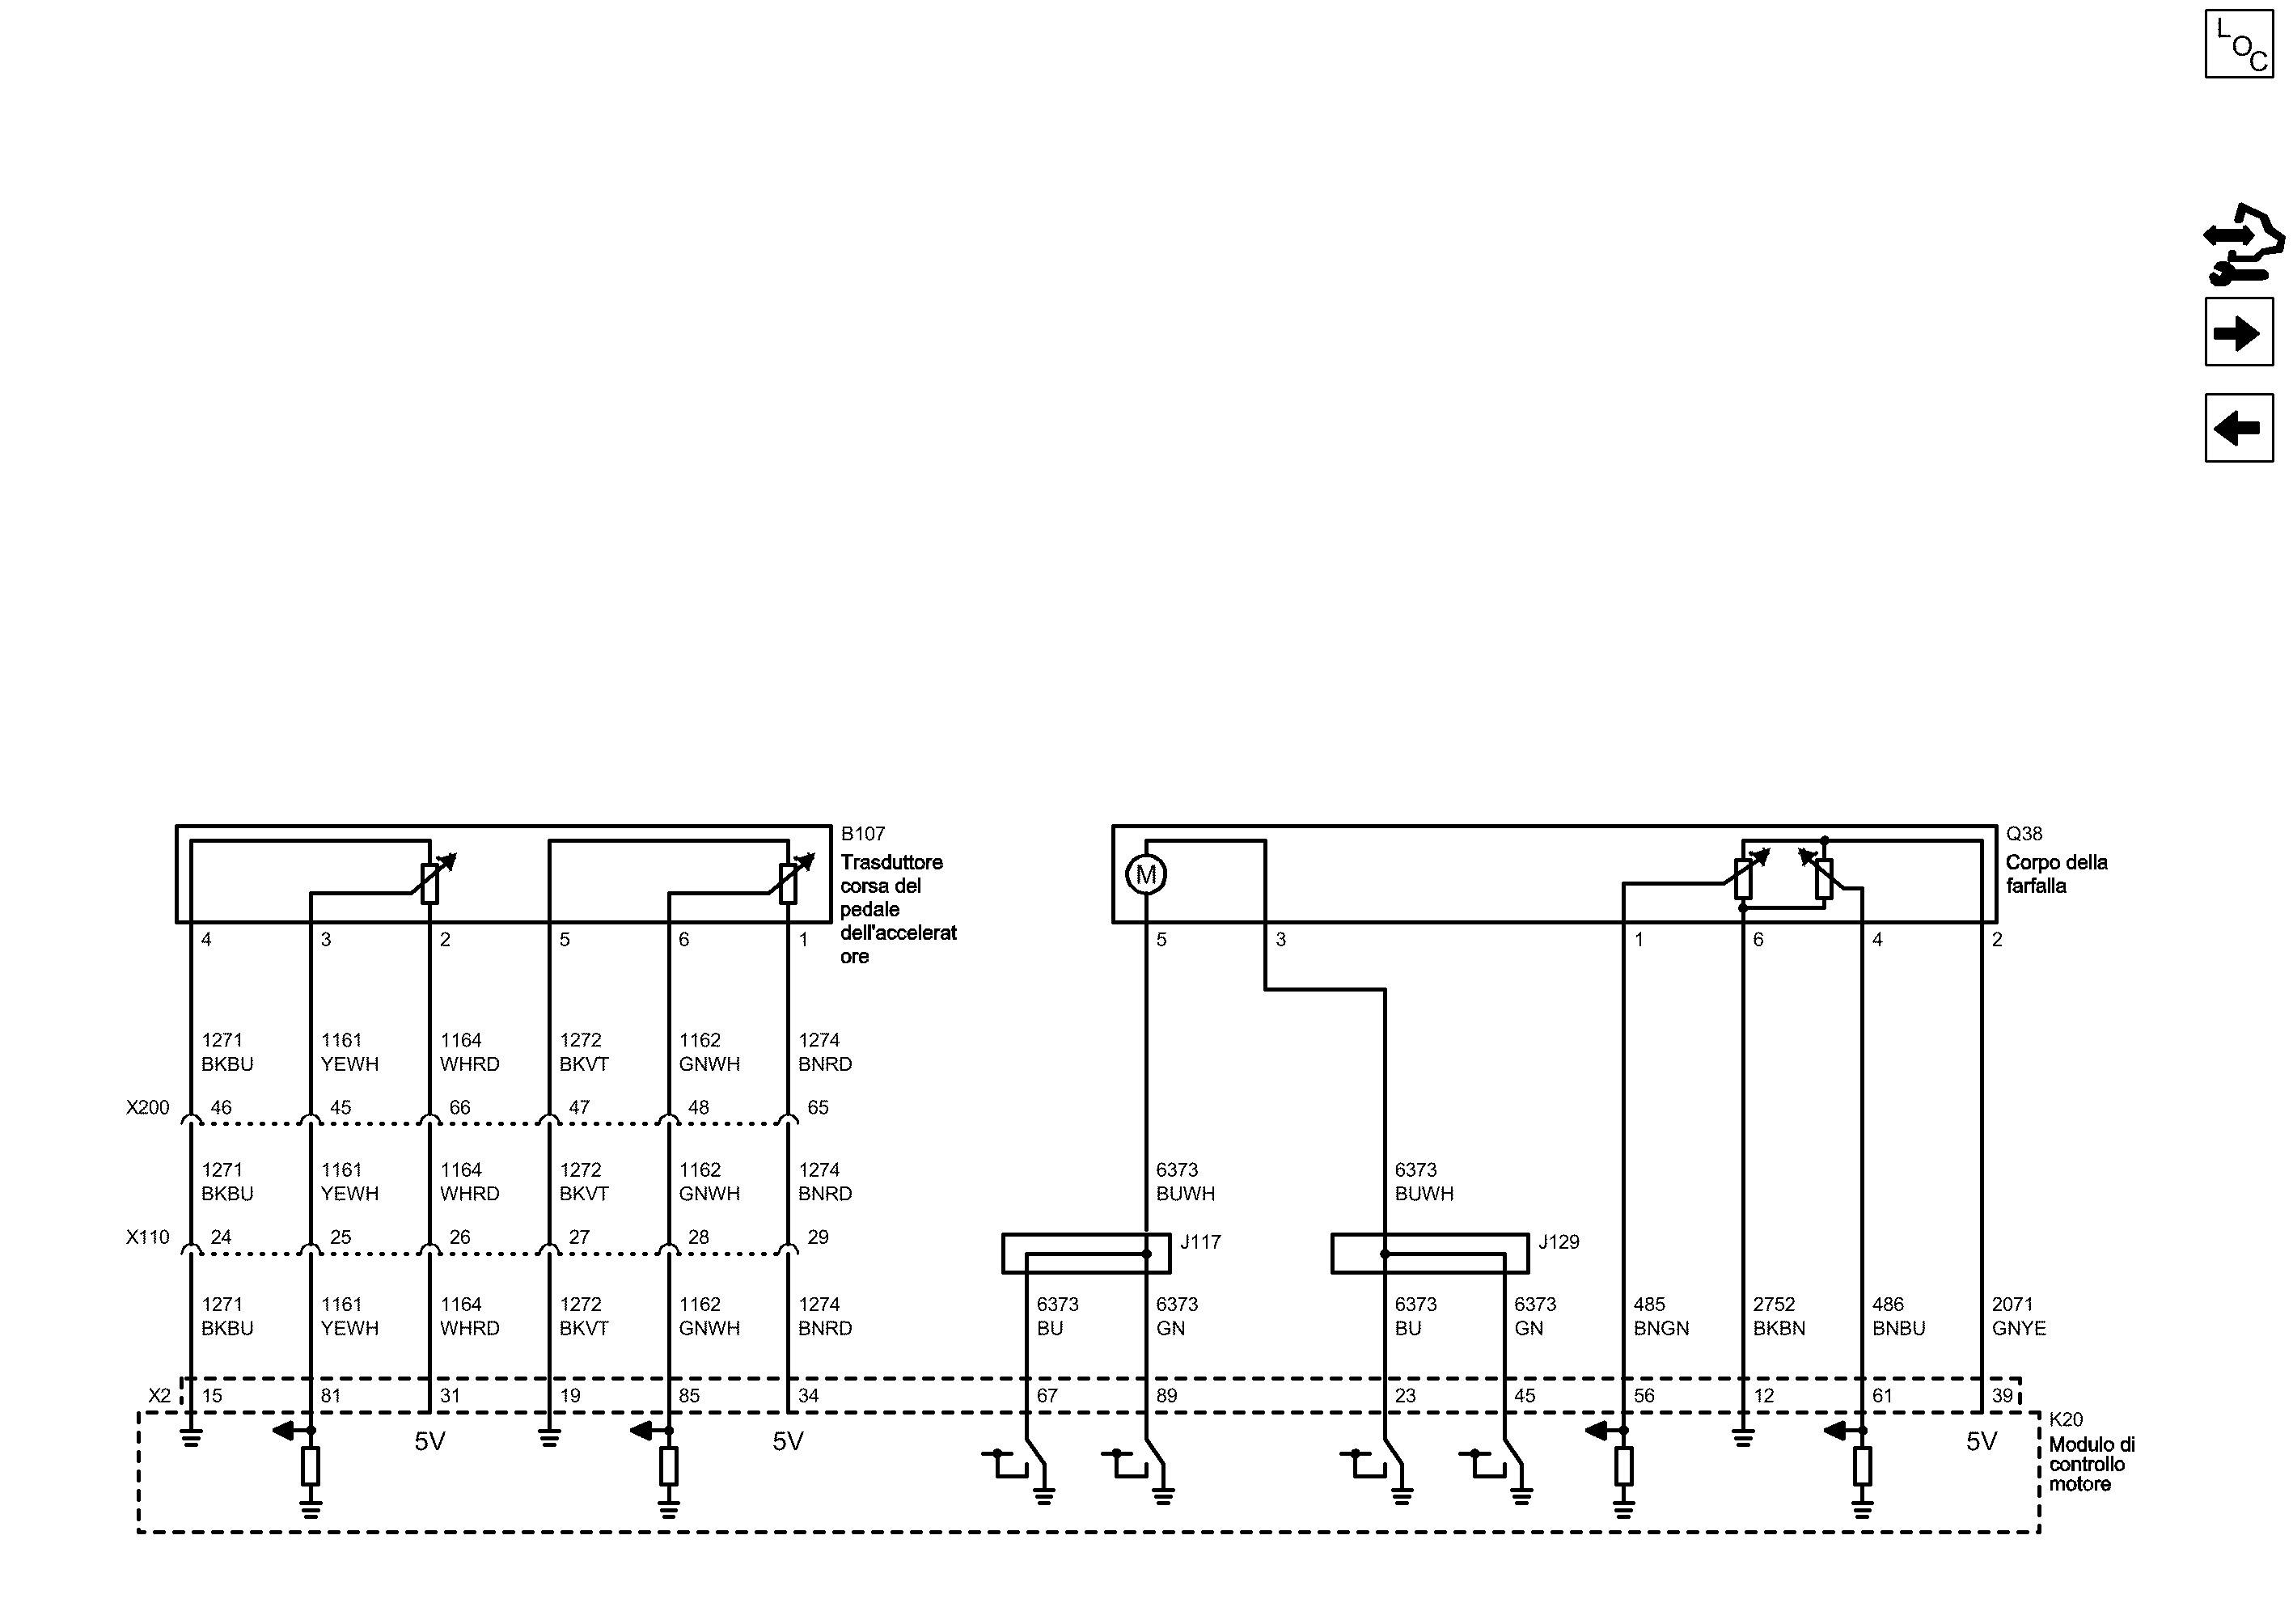 LOC
B107
Trasduttore
corsa del
pedale
dell'accelerat
ore
M
Q38
Corpo della
farfalla
4 3 2 5 6 1
5 3 1 6 4 2
1271 1161 1164 1272 1162 1274
BKBU YEWH WHRD BKVT GNWH BNRD
X200 46 45 66 47 48 65
1271 1161 1164 1272 1162 1274 6373 6373
BKBU YEWH WHRD BKVT GNWH BNRD BUWH BUWH
X110 24 25 26 27 28 29 J117 J129
1271 1161 1164 1272 1162 1274 6373 6373 6373 6373 485 2752 486 2071
BKBU YEWH WHRD BKVT GNWH BNRD BU GN BU GN BNGN BKBN BNBU GNYE
X2 15 81 31 19 85 34 67 89 23 45 56 12 61 39
5V 5V 5V
K20
Modulo di
controllo
motore